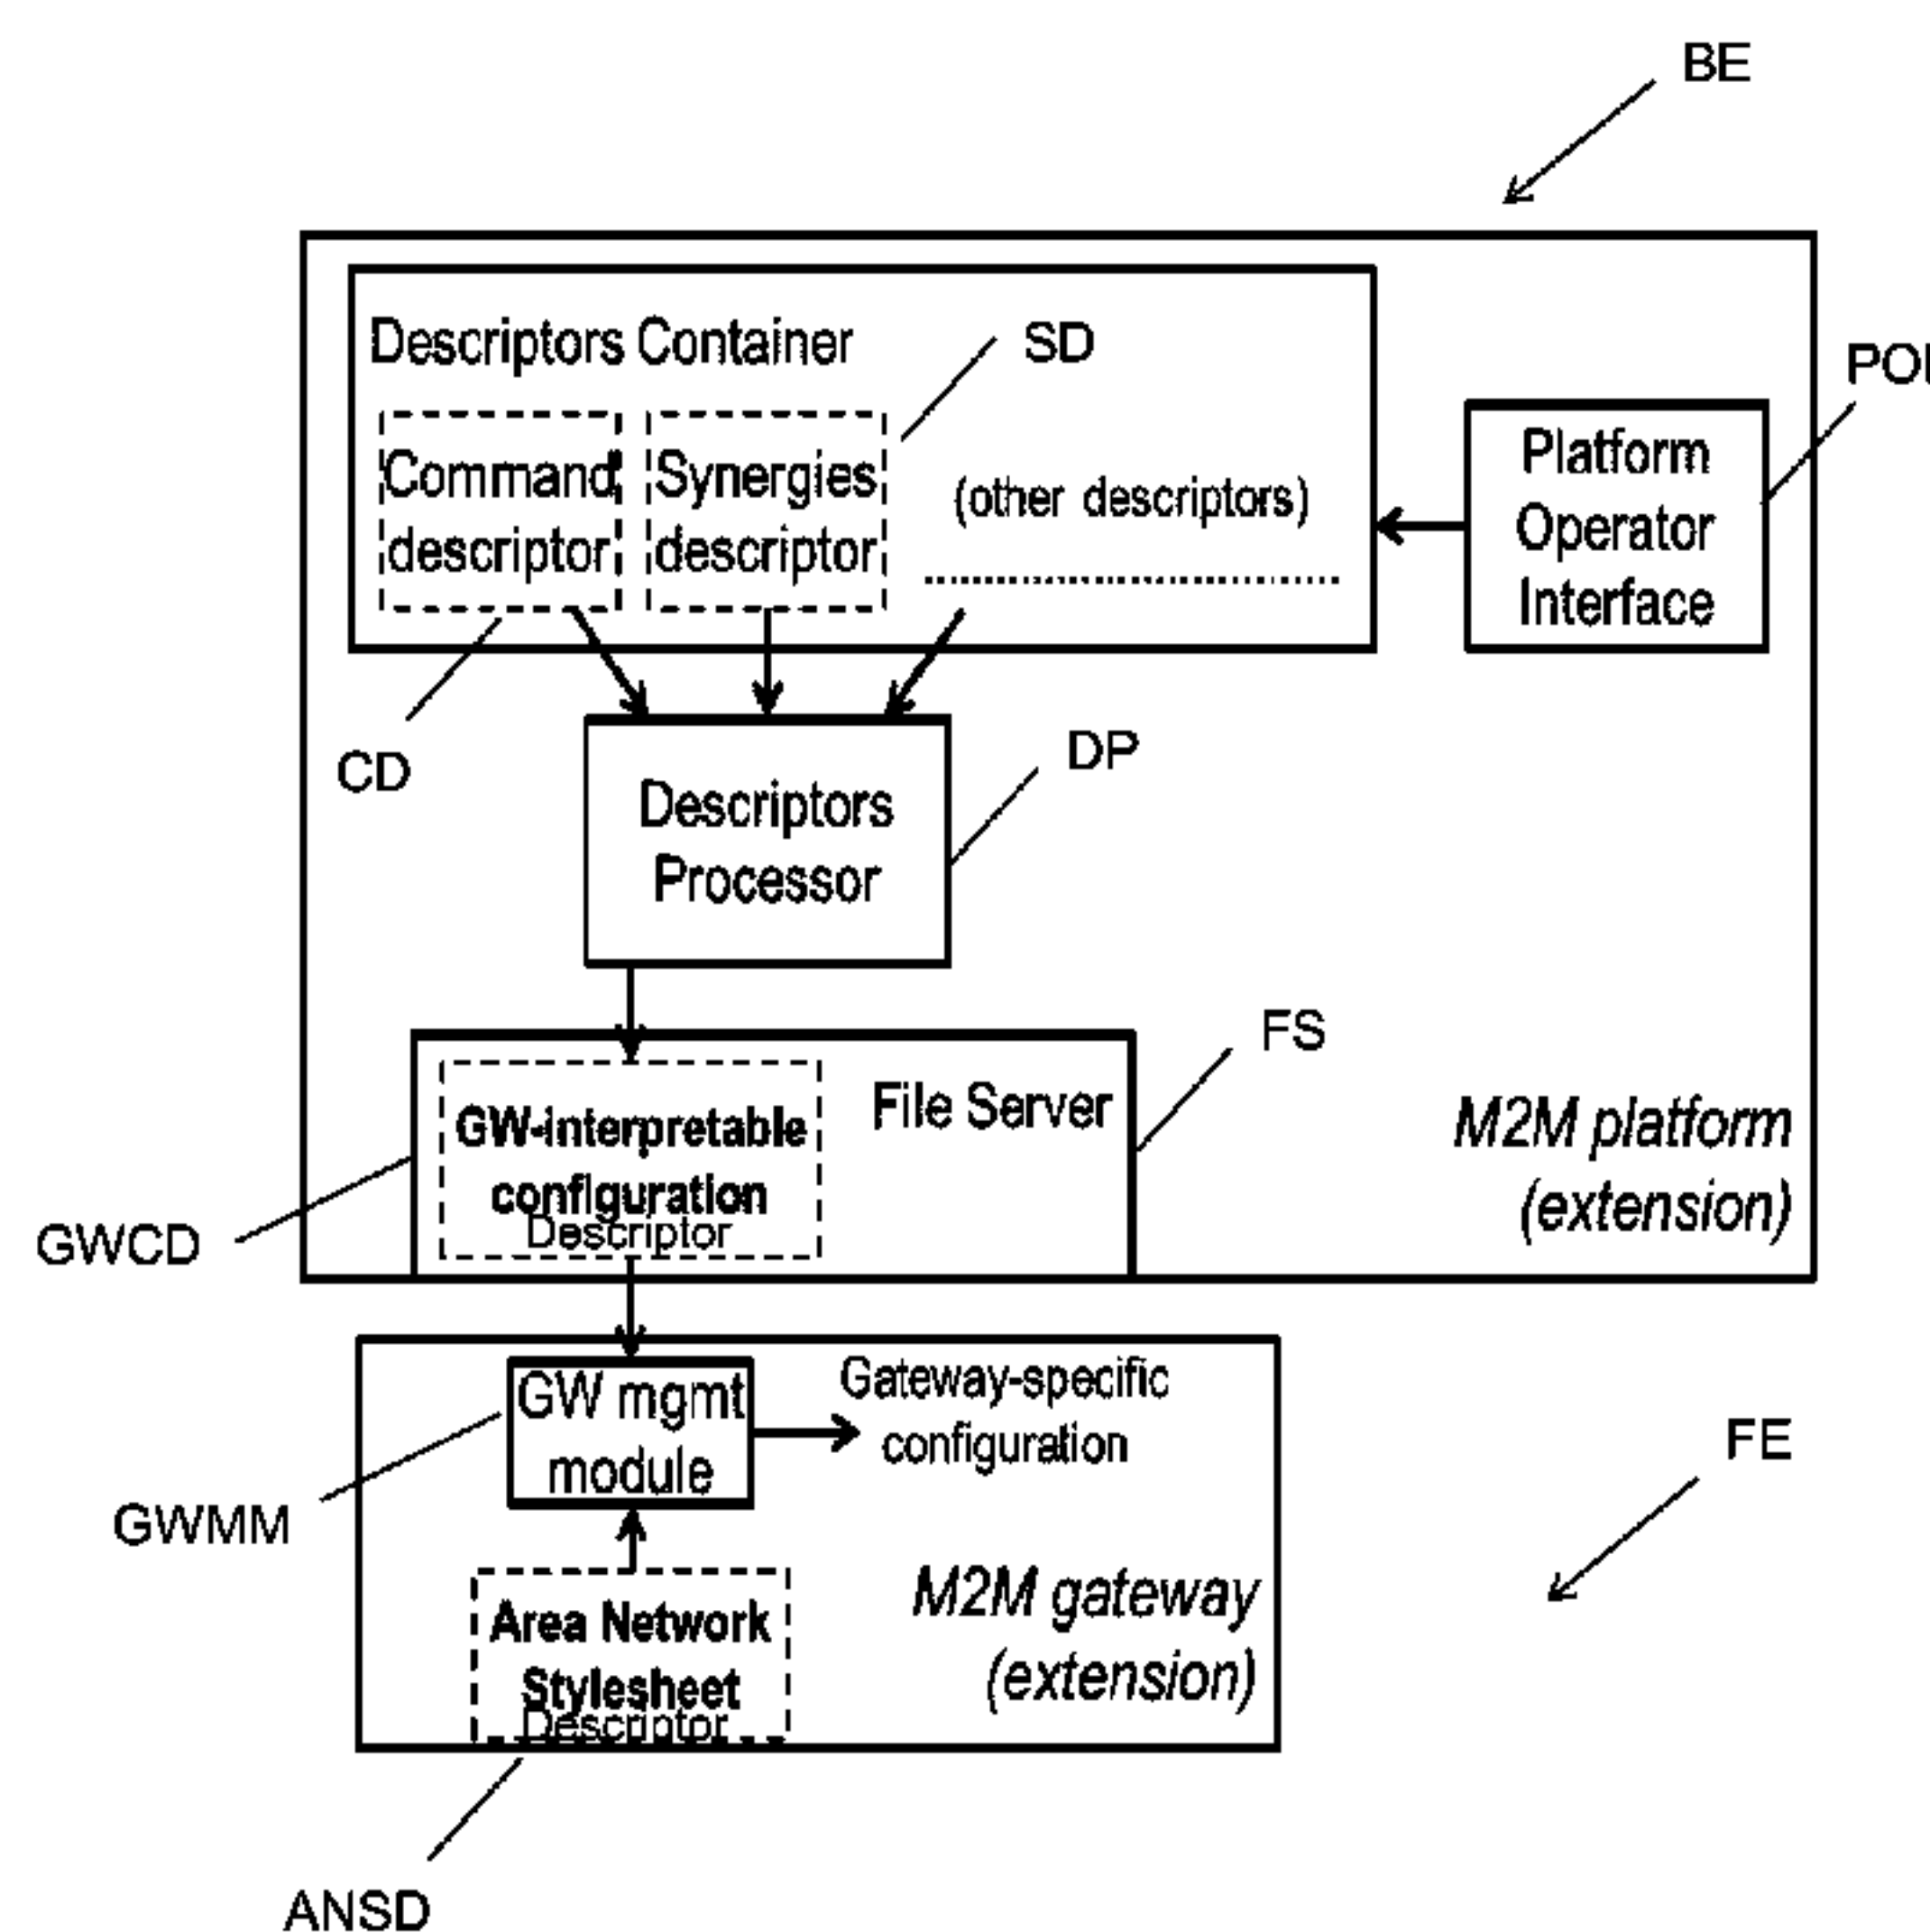 BE
Descriptors Container
SD
POI
Command
descriptor
Synergies
descriptor
(other descriptors)
Platform
Operator
Interface
CD
DP
Descriptors
Processor
FS
File Server
GW-interpretable
configuration
Descriptor
M2M platform
(extension)
GWCD
GW mgmt
module
Gateway-specific
configuration
FE
GWMM
Area Network
Stylesheet
Descriptor
M2M gateway
(extension)
ANSD